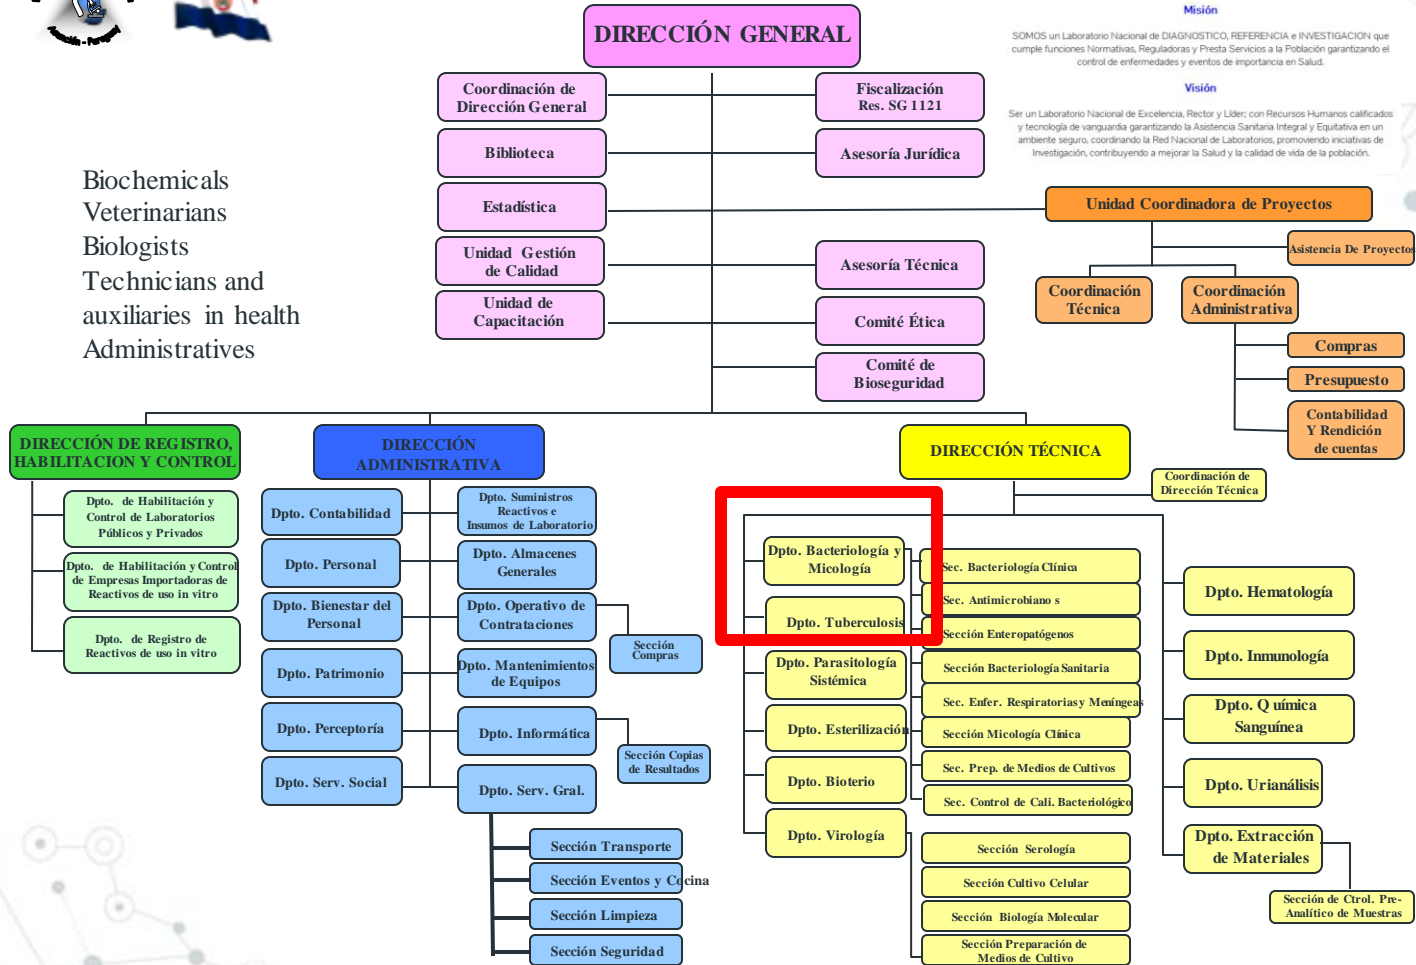 Asunción - Paraguay
DIRECCIÓN GENERAL
Misión
SOMOS un Laboratorio Nacional de DIAGNOSTICO, REFERENCIA e INVESTIGACION que
cumple funciones Normativas, Reguladoras y Presta Servicios a la Población garantizando el
control de enfermedades y eventos de importancia en Salud.
Visión
Ser un Laboratorio Nacional de Excelencia, Rector y Líder; con Recursos Humanos calificados
y tecnología de vanguardia garantizando la Asistencia Sanitaria Integral y Equitativa en un
ambiente seguro, coordinando la Red Nacional de Laboratorios, promoviendo iniciativas de
Investigación, contribuyendo a mejorar la Salud y la calidad de vida de la población.
Coordinación de
Dirección General
Fiscalización
Res. SG 1121
Biblioteca
Asesoría Jurídica
Estadística
Unidad Gestión
de Calidad
Asesoría Técnica
Unidad de
Capacitación
Comité Ética
Comité de
Bioseguridad
Biochemicals
Veterinarians
Biologists
Technicians and
auxiliaries in health
Administratives
Unidad Coordinadora de Proyectos
Asistencia De Proyectos
Coordinación
Técnica
Coordinación
Administrativa
Compras
Presupuesto
Contabilidad
Y Rendición
de cuentas
DIRECCIÓN DE REGISTRO,
HABILITACION Y CONTROL
Dpto. de Habilitación y
Control de Laboratorios
Públicos y Privados
Dpto. de Habilitación y Control
de Empresas Importadoras de
Reactivos de uso in vitro
Dpto. de Registro de
Reactivos de uso in vitro
DIRECCIÓN
ADMINISTRATIVA
Dpto. Contabilidad
Dpto. Suministros
Reactivos e
Insumos de Laboratorio
Dpto. Personal
Dpto. Almacenes
Generales
Dpto. Bienestar del
Personal
Dpto. Operativo de
Contrataciones
Sección
Compras
Dpto. Patrimonio
Dpto. Mantenimientos
de Equipos
Dpto. Perceptoría
Dpto. Informática
Sección Copias
de Resultados
Dpto. Serv. Social
Dpto. Serv. Gral.
Sección Transporte
Sección Eventos y Cocina
Sección Limpieza
Sección Seguridad
DIRECCIÓN TÉCNICA
Coordinación de
Dirección Técnica
Dpto. Bacteriología y
Micología
Dpto. Tuberculosis
Dpto. Parasitología
Sistémica
Dpto. Esterilización
Dpto. Bioterio
Dpto. Virología
Sec. Bacteriología Clínica
Sec. Antimicrobiano s
Sección Enteropatógenos
Sección Bacteriología Sanitaria
Sec. Enfer. Respiratorias y Meníngeas
Sección Micología Clínica
Sec. Prep. de Medios de Cultivos
Sec. Control de Cali. Bacteriológico
Sección Serología
Sección Cultivo Celular
Sección Biología Molecular
Sección Preparación de
Medios de Cultivo
Dpto. Hematología
Dpto. Inmunología
Dpto. Q uímica
Sanguínea
Dpto. Urianálisis
Dpto. Extracción
de Materiales
Sección de Ctrol. Pre-
Analítico de Muestras